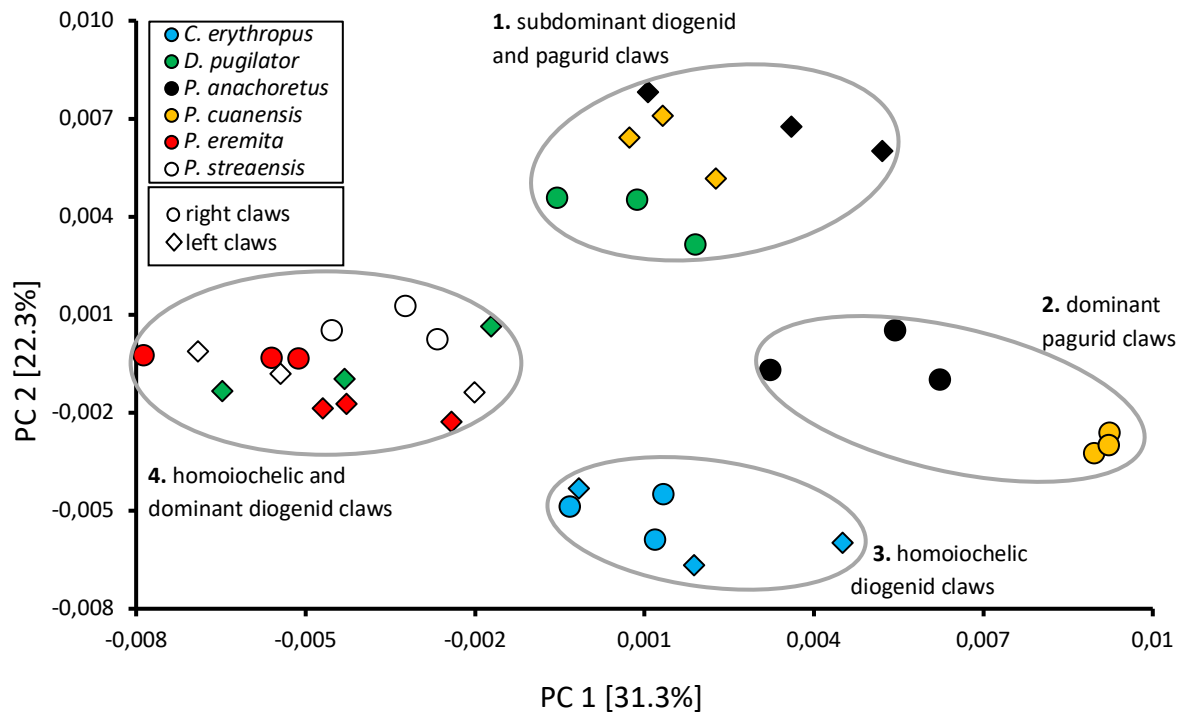 0,010
0,007
0,004
0,001
-0,002
-0,005
-0,008
PC 2 [22.3%]
C. erythropus
D. pugilator
P. anachoretus
P. cuanensis
P. eremita
P. streaensis
right claws
left claws
1. subdominant diogenid
and pagurid claws
2. dominant
pagurid claws
4. homoiochelic and
dominant diogenid claws
3. homoiochelic
diogenid claws
-0,008
-0,005
-0,002
0,001
0,004
0,007
0,01
PC 1 [31.3%]